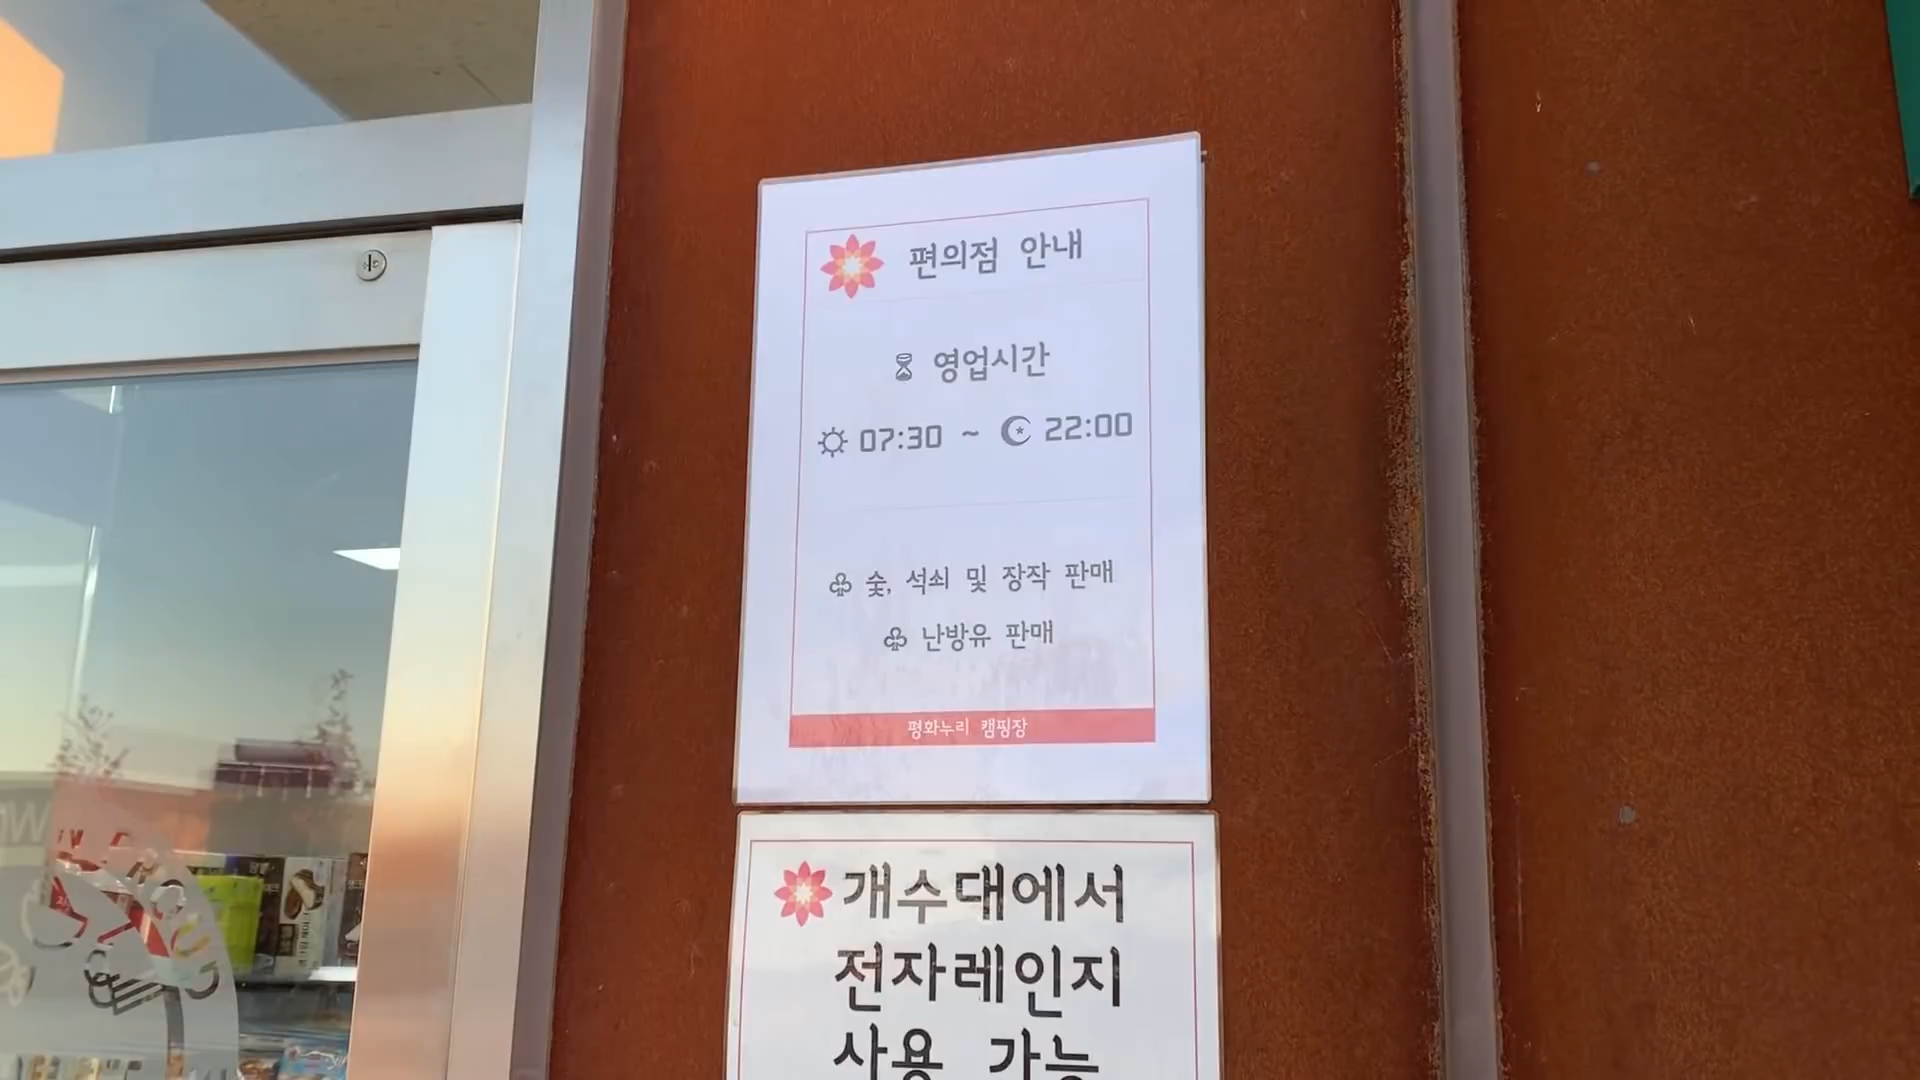 편의점 안내
영업시간
07:30 ~ 22:00
숯, 석쇠 및 장작 판매
난방유 판매
평화누리 캠핑장
개수대에서
전자레인지
사용 가능